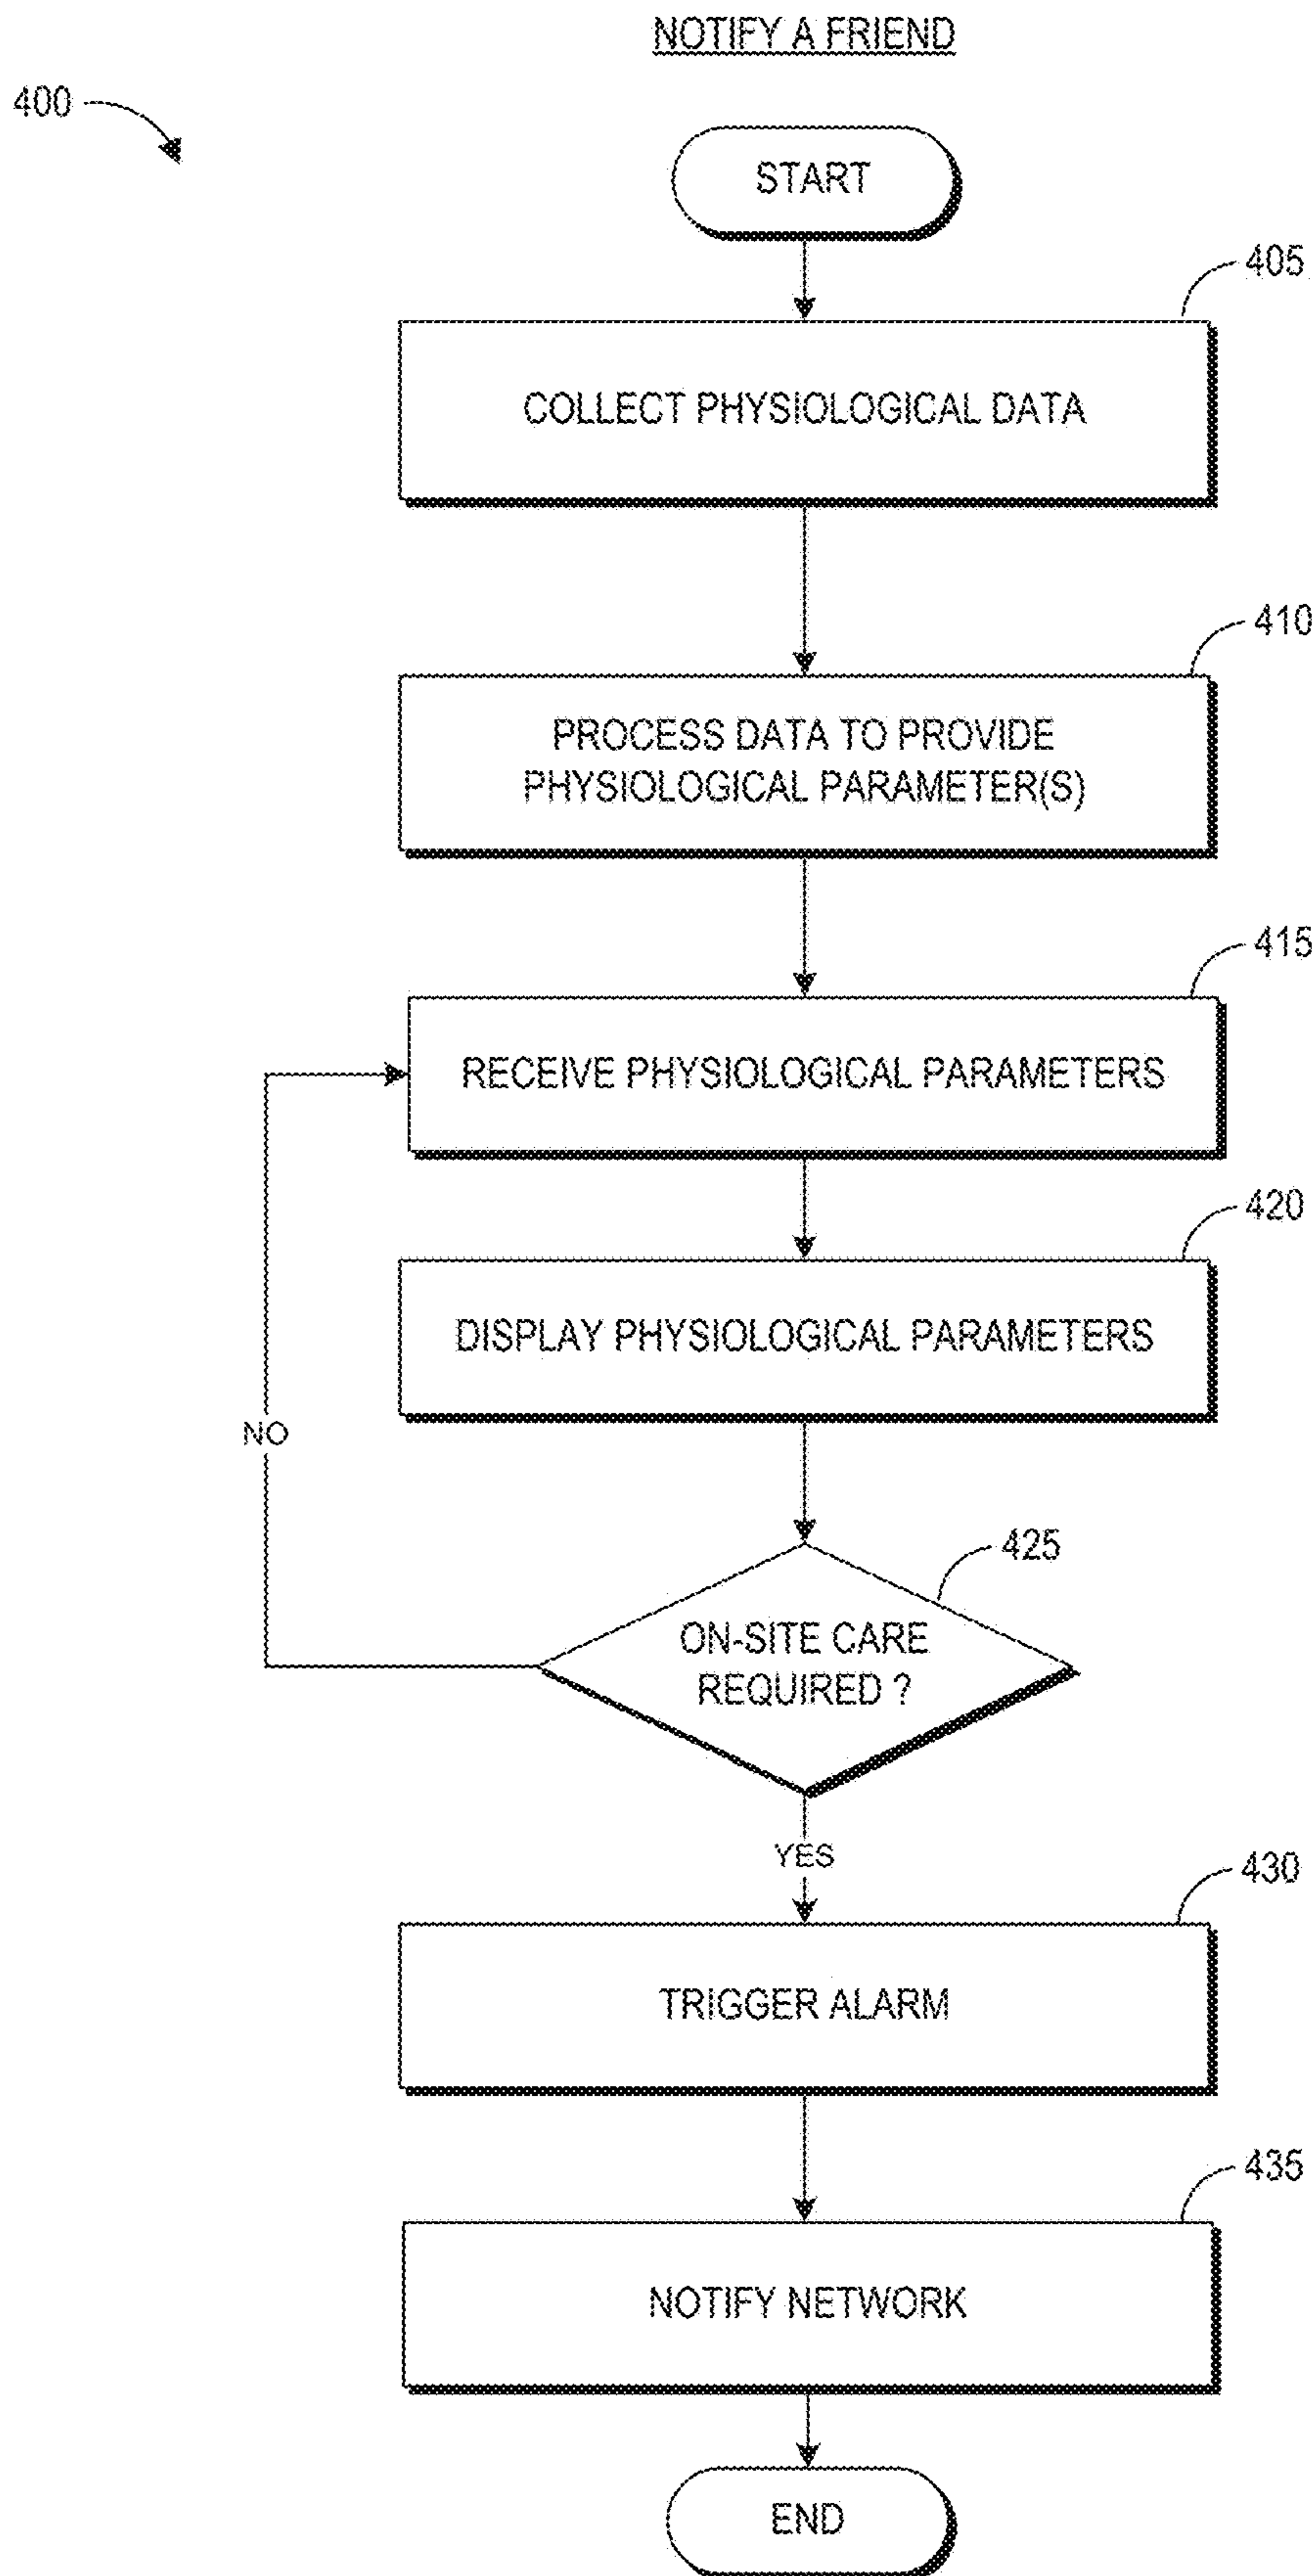 NOTIFY A FRIEND
400
START
405
COLLECT PHYSIOLOGICAL DATA
410
PROCESS DATA TO PROVIDE
PHYSIOLOGICAL PARAMETER(S)
415
RECEIVE PHYSIOLOGICAL PARAMETERS
420
DISPLAY PHYSIOLOGICAL PARAMETERS
NO
425
ON-SITE CARE
REQUIRED ?
YES
430
TRIGGER ALARM
435
NOTIFY NETWORK
END